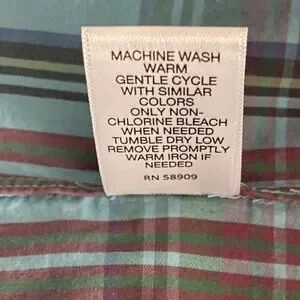 MACHINE WASH
WARM
GENTLE CYCLE
WITH SIMILAR
COLORS
ONLY NON-
CHLORINE BLEACH
WHEN NEEDED
TUMBLE DRY LOW
REMOVE PROMPTLY
WARM IRON IF
NEEDED
RN 58909